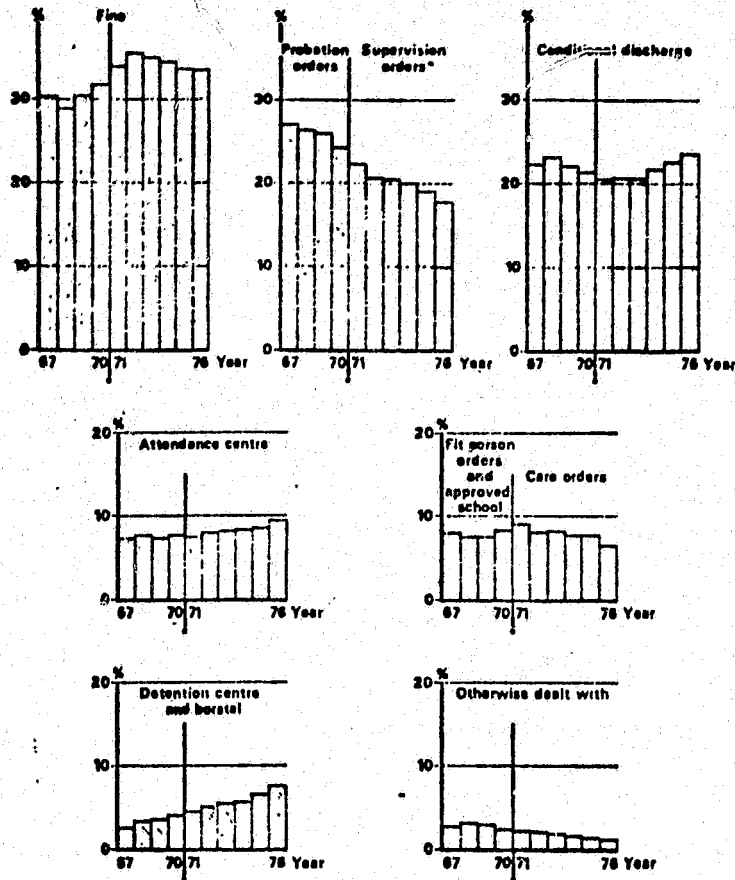 %
Fine
30
20
10
0
67 70 71 76 Year
%
Probation orders
Supervision orders*
30
20
10
0
67 70 71 76 Year
%
Conditional discharge
30
20
10
0
67 70 71 76 Year
%
20
Attendance centre
10
0
67 70 71 76 Year
%
20
Fit person
orders
and
approved
school
Care orders
10
0
67 70 71 76 Year
%
20
Detention centre
and borstal
10
0
67 70 71 76 Year
%
20
Otherwise dealt with
10
0
67 70 71 76 Year